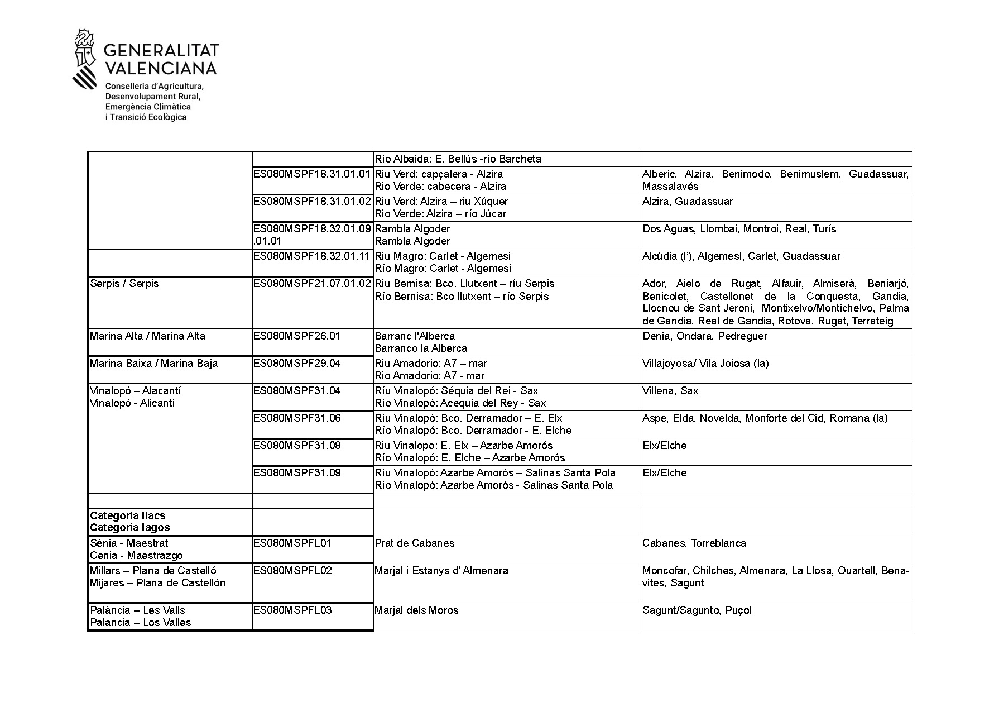 GENERALITAT
VALENCIANA
Conselleria d'Agricultura,
Desenvolupament Rural,
Emergència Climàtica
i Transició Ecològica
Río Albaida: E. Bellús -río Barcheta
ES080MSPF18.31.01.01 Riu Verd: capçalera - Alzira Alberic, Alzira, Benimodo, Benimuslem, Guadassuar,
Rio Verde: cabecera - Alzira Massalavés
ES080MSPF18.31.01.02 Riu Verd: Alzira – riu Xúquer Alzira, Guadassuar
Rio Verde: Alzira – río Júcar
ES080MSPF18.32.01.09 Rambla Algoder Dos Aguas, Llombai, Montroi, Real, Turís
.01.01 Rambla Algoder
ES080MSPF18.32.01.11 Riu Magro: Carlet - Algemesi Alcúdia (l’), Algemesí, Carlet, Guadassuar
Río Magro: Carlet - Algemesi
Serpis / Serpis ES080MSPF21.07.01.02 Riu Bernisa: Bco. Llutxent – ríu Serpis Ador, Aielo de Rugat, Alfauir, Almiserà, Beniarjó,
Río Bernisa: Bco llutxent – río Serpis Benicolet, Castellonet de la Conquesta, Gandia,
Llocnou de Sant Jeroni, Montixelvo/Montichelvo, Palma
de Gandia, Real de Gandia, Rotova, Rugat, Terrateig
Marina Alta / Marina Alta ES080MSPF26.01 Barranc l'Alberca Denia, Ondara, Pedreguer
Barranco la Alberca
Marina Baixa / Marina Baja ES080MSPF29.04 Riu Amadorio: A7 – mar Villajoyosa/ Vila Joiosa (la)
Rio Amadorio: A7 - mar
Vinalopó – Alacantí ES080MSPF31.04 Ríu Vinalopó: Séquia del Rei - Sax Villena, Sax
Vinalopó - Alicantí Río Vinalopó: Acequia del Rey - Sax
ES080MSPF31.06 Ríu Vinalopó: Bco. Derramador – E. Elx Aspe, Elda, Novelda, Monforte del Cid, Romana (la)
Río Vinalopó: Bco. Derramador - E. Elche
ES080MSPF31.08 Riu Vinalopo: E. Elx – Azarbe Amorós Elx/Elche
Río Vinalopó: E. Elche – Azarbe Amorós
ES080MSPF31.09 Ríu Vinalopó: Azarbe Amorós – Salinas Santa Pola Elx/Elche
Río Vinalopó: Azarbe Amorós - Salinas Santa Pola
Categoria llacs
Categoría lagos
Sènia - Maestrat ES080MSPFL01 Prat de Cabanes Cabanes, Torreblanca
Cenia - Maestrazgo
Millars – Plana de Castelló ES080MSPFL02 Marjal i Estanys d’ Almenara Moncofar, Chilches, Almenara, La Llosa, Quartell, Bena-
Mijares – Plana de Castellón vites, Sagunt
Palància – Les Valls ES080MSPFL03 Marjal dels Moros Sagunt/Sagunto, Puçol
Palancia – Los Valles